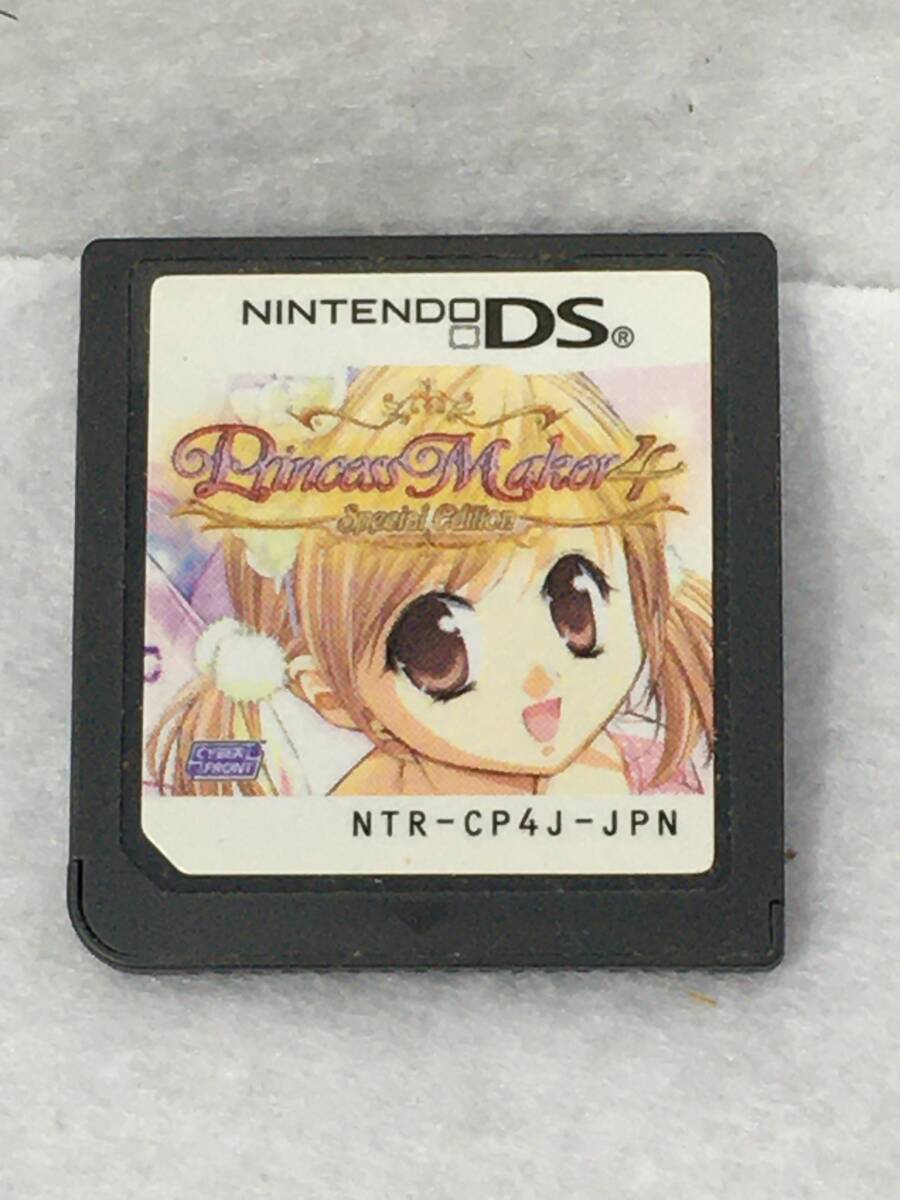 NINTENDO DS®
Princess Maker 4
Special Edition
CYBER
FRONT
NTR-CP4J-JPN